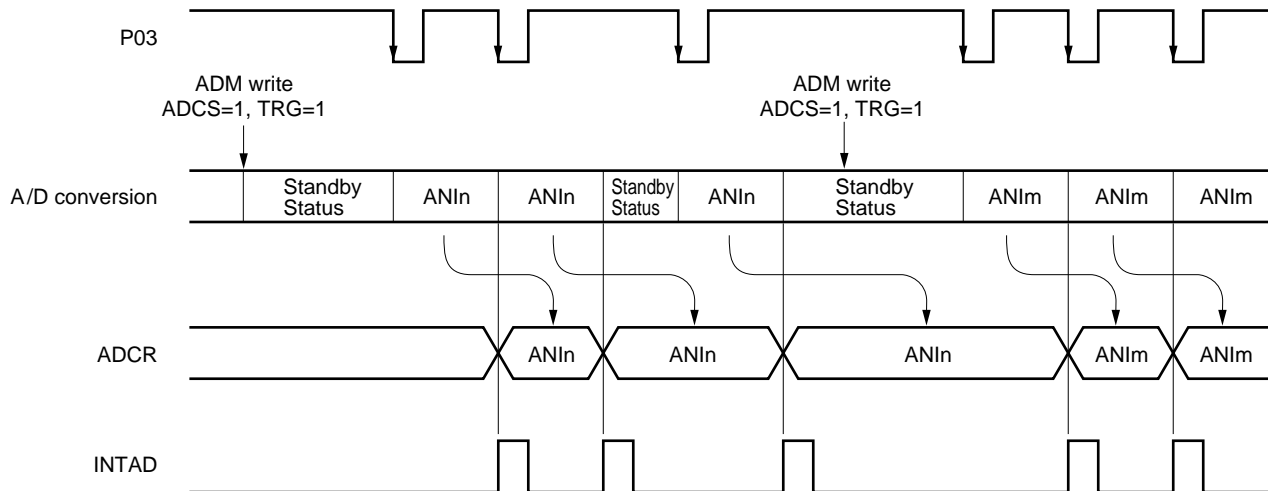 P03
ADM write
ADCS=1, TRG=1
ADM write
ADCS=1, TRG=1
A/D conversion
Standby
Status
ANIn
ANIn
Standby
Status
ANIn
Standby
Status
ANIm
ANIm
ANIm
ADCR
ANIn
ANIn
ANIn
ANIm
ANIm
INTAD